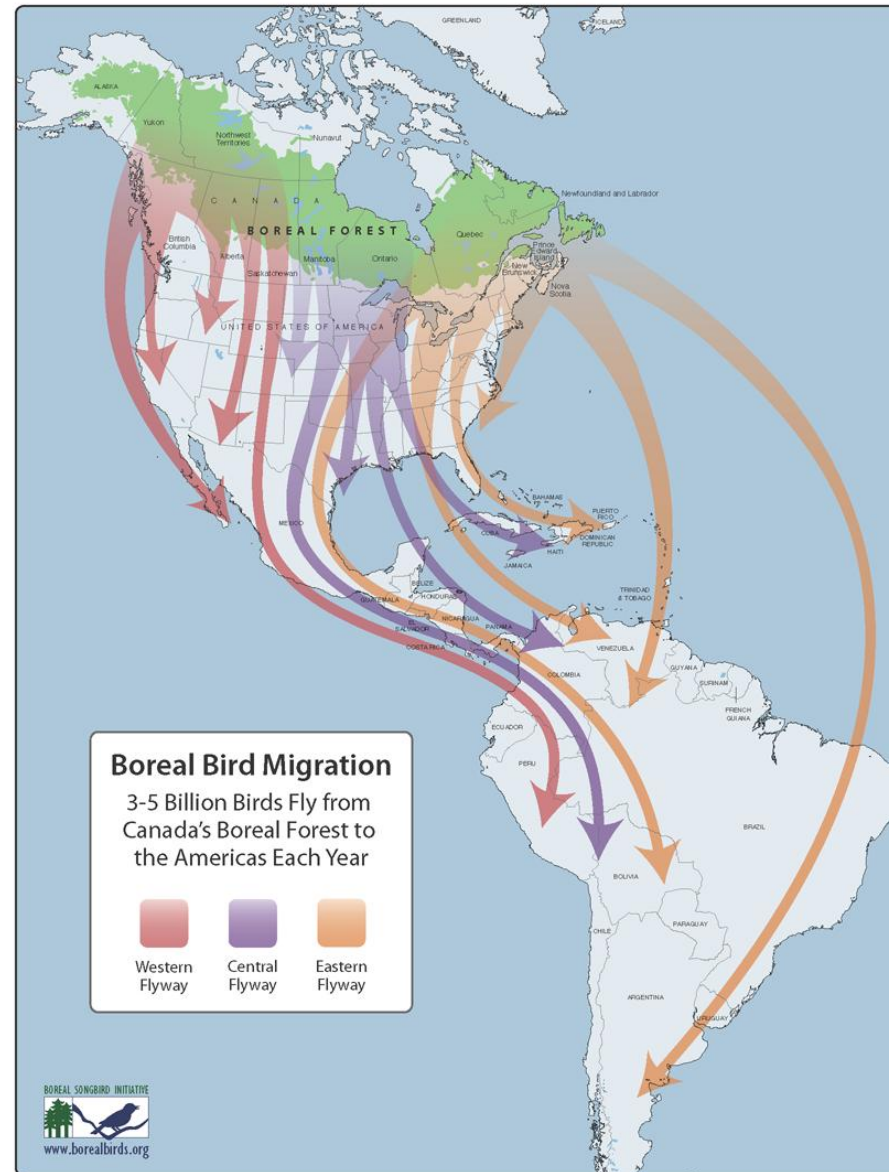 GREENLAND
ICELAND
ALASKA
Yukon
Northwest
Territories
Nunavut
Newfoundland and Labrador
C A N A D A
BOREAL FOREST
British
Columbia
Alberta
Saskatchewan
Manitoba
Ontario
Quebec
Prince
Edward
Island
New
Brunswick
Nova
Scotia
UNITED STATES OF AMERICA
MEXICO
BAHAMAS
CUBA
PUERTO
RICO
DOMINICAN
REPUBLIC
HAITI
JAMAICA
BELIZE
GUATEMALA
HONDURAS
EL
SALVADOR
NICARAGUA
COSTA RICA
PANAMA
TRINIDAD
& TOBAGO
VENEZUELA
GUYANA
SURINAM
FRENCH
GUIANA
COLOMBIA
ECUADOR
PERU
BRAZIL
BOLIVIA
PARAGUAY
CHILE
ARGENTINA
URUGUAY
Boreal Bird Migration
3-5 Billion Birds Fly from
Canada's Boreal Forest to
the Americas Each Year
Western
Flyway
Central
Flyway
Eastern
Flyway
BOREAL SONGBIRD INITIATIVE
www.borealbirds.org